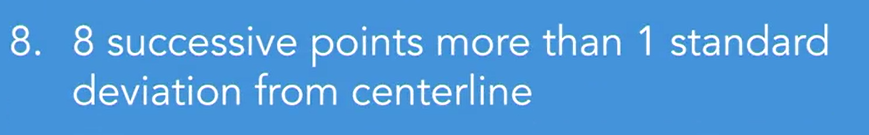 8. 8 successive points more than 1 standard
deviation from centerline